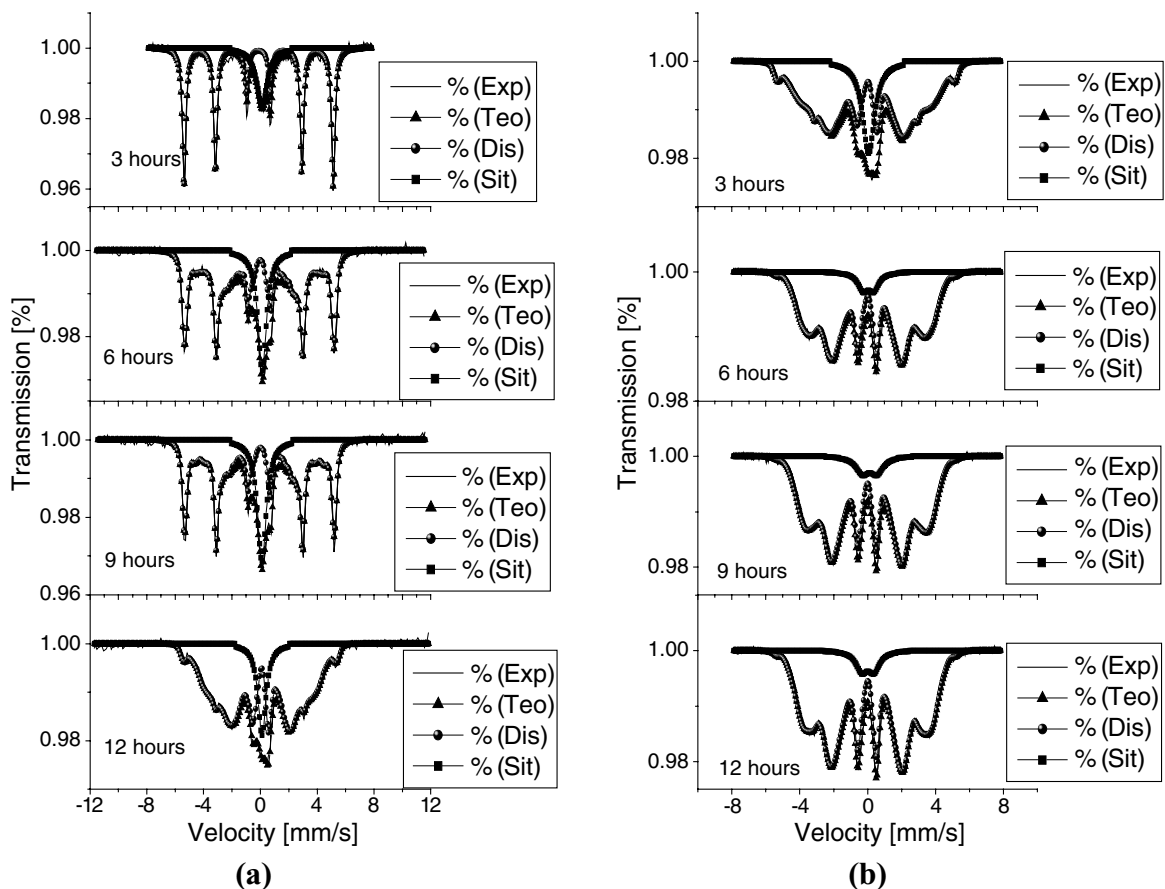 1.00
0.98
0.96
3 hours
% (Exp)
% (Teo)
% (Dis)
% (Sit)
1.00
0.98
6 hours
% (Exp)
% (Teo)
% (Dis)
% (Sit)
1.00
0.98
0.96
9 hours
% (Exp)
% (Teo)
% (Dis)
% (Sit)
1.00
0.98
12 hours
% (Exp)
% (Teo)
% (Dis)
% (Sit)
Transmission [%]
-12 -8 -4 0 4 8 12
Velocity [mm/s]
(a)
1.00
0.98
3 hours
% (Exp)
% (Teo)
% (Dis)
% (Sit)
1.00
0.98
6 hours
% (Exp)
% (Teo)
% (Dis)
% (Sit)
1.00
0.98
9 hours
% (Exp)
% (Teo)
% (Dis)
% (Sit)
1.00
0.98
12 hours
% (Exp)
% (Teo)
% (Dis)
% (Sit)
Transmission [%]
-8 -4 0 4 8
Velocity [mm/s]
(b)